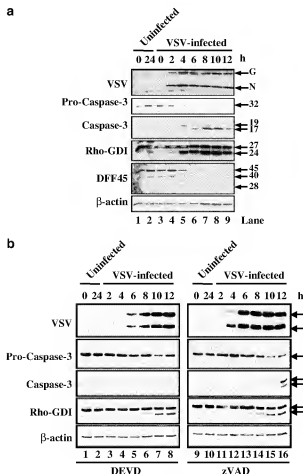 a
Uninfected VSV-infected
0 24 0 2 4 6 8 10 12 h
VSV G
N
Pro-Caspase-3 32
Caspase-3 19
17
Rho-GDI 27
24
DFF45 45
40
28
β-actin
1 2 3 4 5 6 7 8 9 Lane
b
Uninfected VSV-infected Uninfected VSV-infected
0 24 2 4 6 8 10 12 0 24 2 4 6 8 10 12 h
VSV
Pro-Caspase-3
Caspase-3
Rho-GDI
β-actin
1 2 3 4 5 6 7 8 9 10 11 12 13 14 15 16
DEVD zVAD